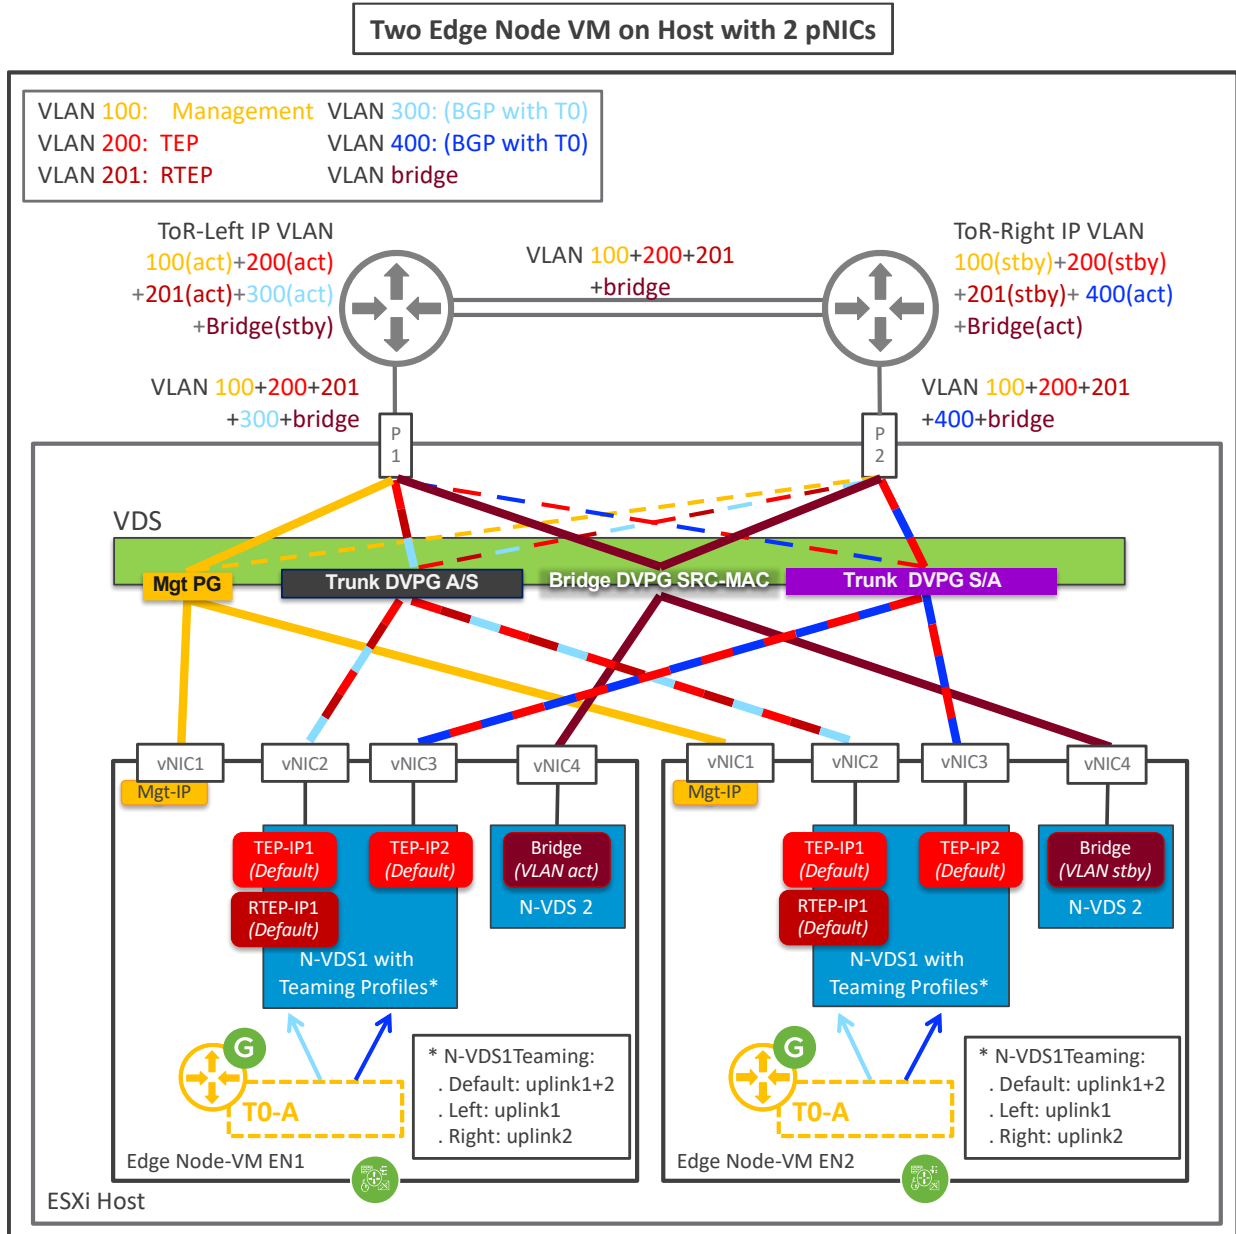 Two Edge Node VM on Host with 2 pNICs
VLAN 100: Management VLAN 300: (BGP with T0)
VLAN 200: TEP VLAN 400: (BGP with T0)
VLAN 201: RTEP VLAN bridge
ToR-Left IP VLAN
100(act)+200(act)
+201(act)+300(act)
+Bridge(stby)
VLAN 100+200+201
+bridge
ToR-Right IP VLAN
100(stby)+200(stby)
+201(stby)+ 400(act)
+Bridge(act)
VLAN 100+200+201
+300+bridge
VLAN 100+200+201
+400+bridge
P
1
P
2
VDS
Mgt PG
Trunk DVPG A/S
Bridge DVPG SRC-MAC
Trunk DVPG S/A
vNIC1
vNIC2
vNIC3
vNIC4
Mgt-IP
TEP-IP1
(Default)
TEP-IP2
(Default)
Bridge
(VLAN act)
RTEP-IP1
(Default)
N-VDS 2
N-VDS1 with
Teaming Profiles*
G
T0-A
* N-VDS1Teaming:
. Default: uplink1+2
. Left: uplink1
. Right: uplink2
Edge Node-VM EN1
vNIC1
vNIC2
vNIC3
vNIC4
Mgt-IP
TEP-IP1
(Default)
TEP-IP2
(Default)
Bridge
(VLAN stby)
RTEP-IP1
(Default)
N-VDS 2
N-VDS1 with
Teaming Profiles*
G
T0-A
* N-VDS1Teaming:
. Default: uplink1+2
. Left: uplink1
. Right: uplink2
Edge Node-VM EN2
ESXi Host